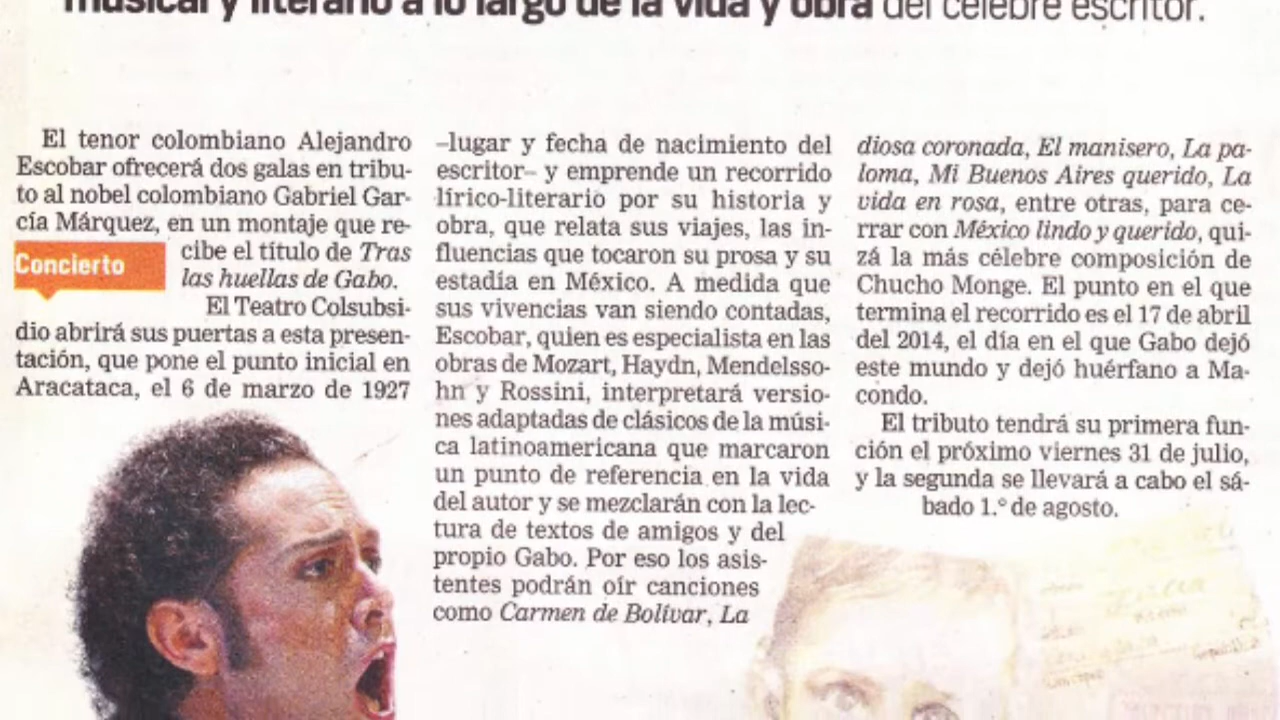 musical y literario a lo largo de la vida y obra del célebre escritor.
El tenor colombiano Alejandro
Escobar ofrecerá dos galas en tribu-
to al nobel colombiano Gabriel Gar-
cía Márquez, en un montaje que re-
Concierto
cibe el título de Tras
las huellas de Gabo.
El Teatro Colsubsi-
dio abrirá sus puertas a esta presen-
tación, que pone el punto inicial en
Aracataca, el 6 de marzo de 1927
–lugar y fecha de nacimiento del
escritor– y emprende un recorrido
lírico-literario por su historia y
obra, que relata sus viajes, las in-
fluencias que tocaron su prosa y su
estadía en México. A medida que
sus vivencias van siendo contadas,
Escobar, quien es especialista en las
obras de Mozart, Haydn, Mendelsso-
hn y Rossini, interpretará versio-
nes adaptadas de clásicos de la músi-
ca latinoamericana que marcaron
un punto de referencia en la vida
del autor y se mezclarán con la lec-
tura de textos de amigos y del
propio Gabo. Por eso los asis-
tentes podrán oír canciones
como Carmen de Bolívar, La
diosa coronada, El manisero, La pa-
loma, Mi Buenos Aires querido, La
vida en rosa, entre otras, para ce-
rrar con México lindo y querido, qui-
zá la más célebre composición de
Chucho Monge. El punto en el que
termina el recorrido es el 17 de abril
del 2014, el día en el que Gabo dejó
este mundo y dejó huérfano a Ma-
condo.
El tributo tendrá su primera fun-
ción el próximo viernes 31 de julio,
y la segunda se llevará a cabo el sá-
bado 1.° de agosto.